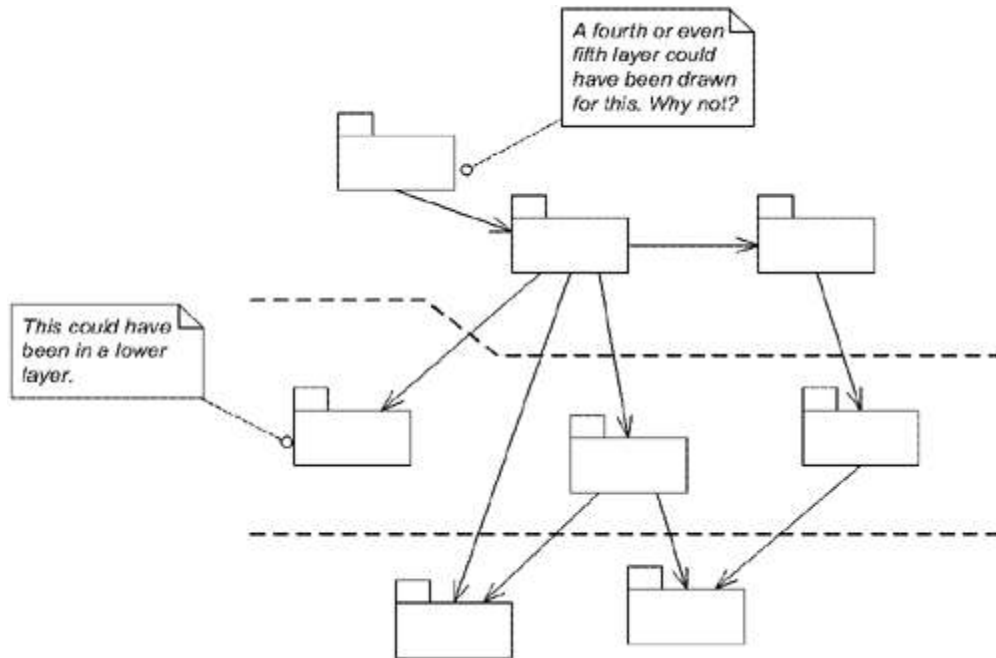 A fourth or even
fifth layer could
have been drawn
for this. Why not?
This could have
been in a lower
layer.